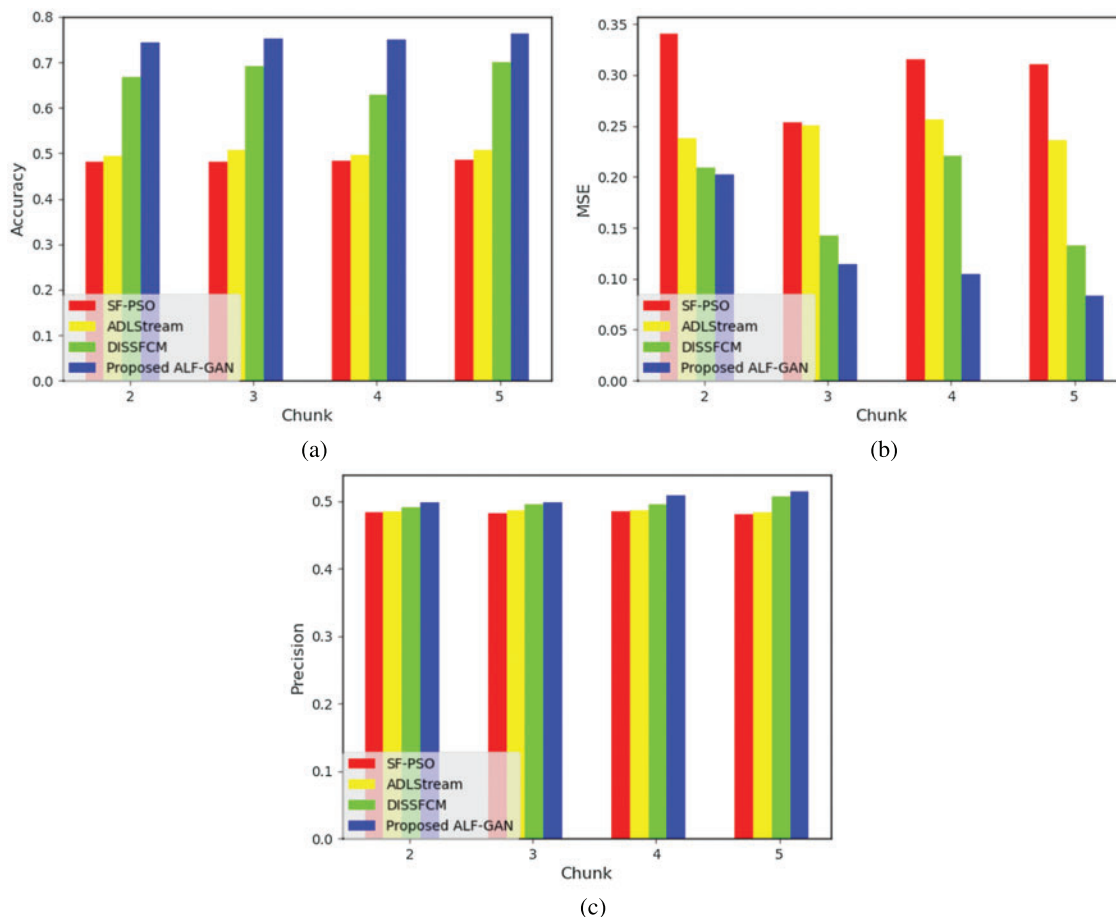 0.8
0.7
0.6
0.5
0.4
0.3
0.2
0.1
0.0
Accuracy
SF-PSO
ADLStream
DISSFCM
Proposed ALF-GAN
2 3 4 5
Chunk
(a)
0.35
0.30
0.25
0.20
0.15
0.10
0.05
0.00
MSE
SF-PSO
ADLStream
DISSFCM
Proposed ALF-GAN
2 3 4 5
Chunk
(b)
0.5
0.4
0.3
0.2
0.1
0.0
Precision
SF-PSO
ADLStream
DISSFCM
Proposed ALF-GAN
2 3 4 5
Chunk
(c)